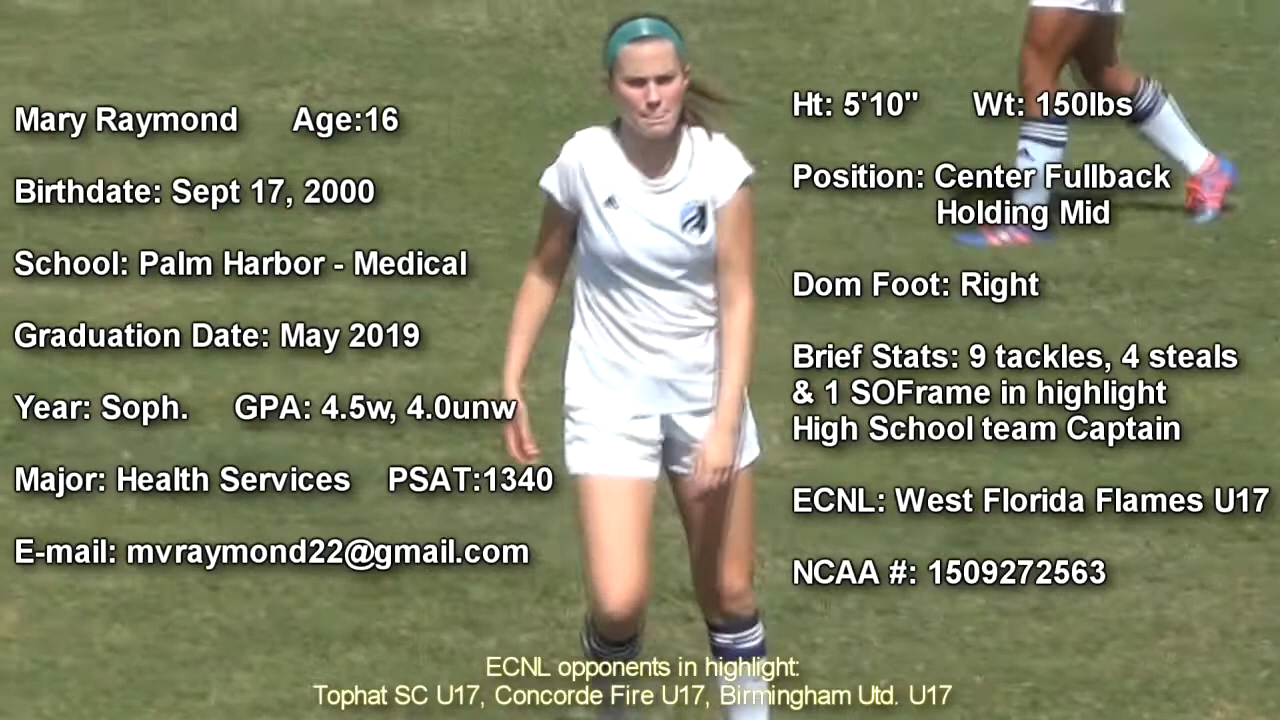 Mary Raymond Age:16
Birthdate: Sept 17, 2000
School: Palm Harbor - Medical
Graduation Date: May 2019
Year: Soph. GPA: 4.5w, 4.0unw
Major: Health Services PSAT:1340
E-mail: mvraymond22@gmail.com
Ht: 5'10" Wt: 150lbs
Position: Center Fullback
Holding Mid
Dom Foot: Right
Brief Stats: 9 tackles, 4 steals
& 1 SOFrame in highlight
High School team Captain
ECNL: West Florida Flames U17
NCAA #: 1509272563
ECNL opponents in highlight:
Tophat SC U17, Concorde Fire U17, Birmingham Utd. U17